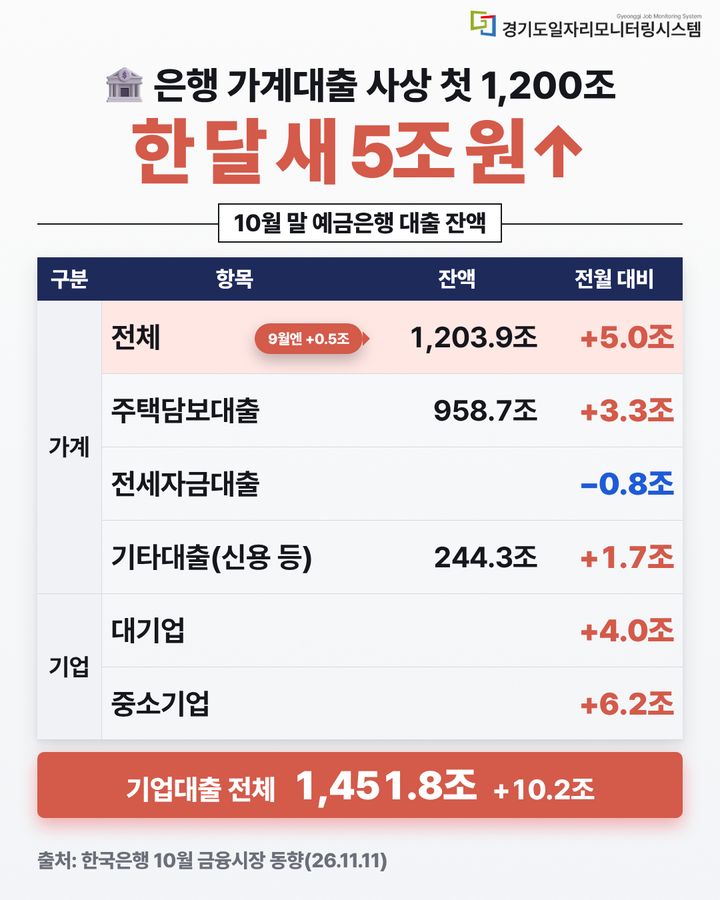 Gyeonggi Job Monitoring System
경기도일자리모니터링시스템
은행 가계대출 사상 첫 1,200조
한 달 새 5조 원↑
10월 말 예금은행 대출 잔액
구분 항목 잔액 전월 대비
가계
전체 9월엔 +0.5조 1,203.9조 +5.0조
주택담보대출 958.7조 +3.3조
전세자금대출 −0.8조
기타대출(신용 등) 244.3조 +1.7조
기업
대기업 +4.0조
중소기업 +6.2조
기업대출 전체 1,451.8조 +10.2조
출처: 한국은행 10월 금융시장 동향(26.11.11)